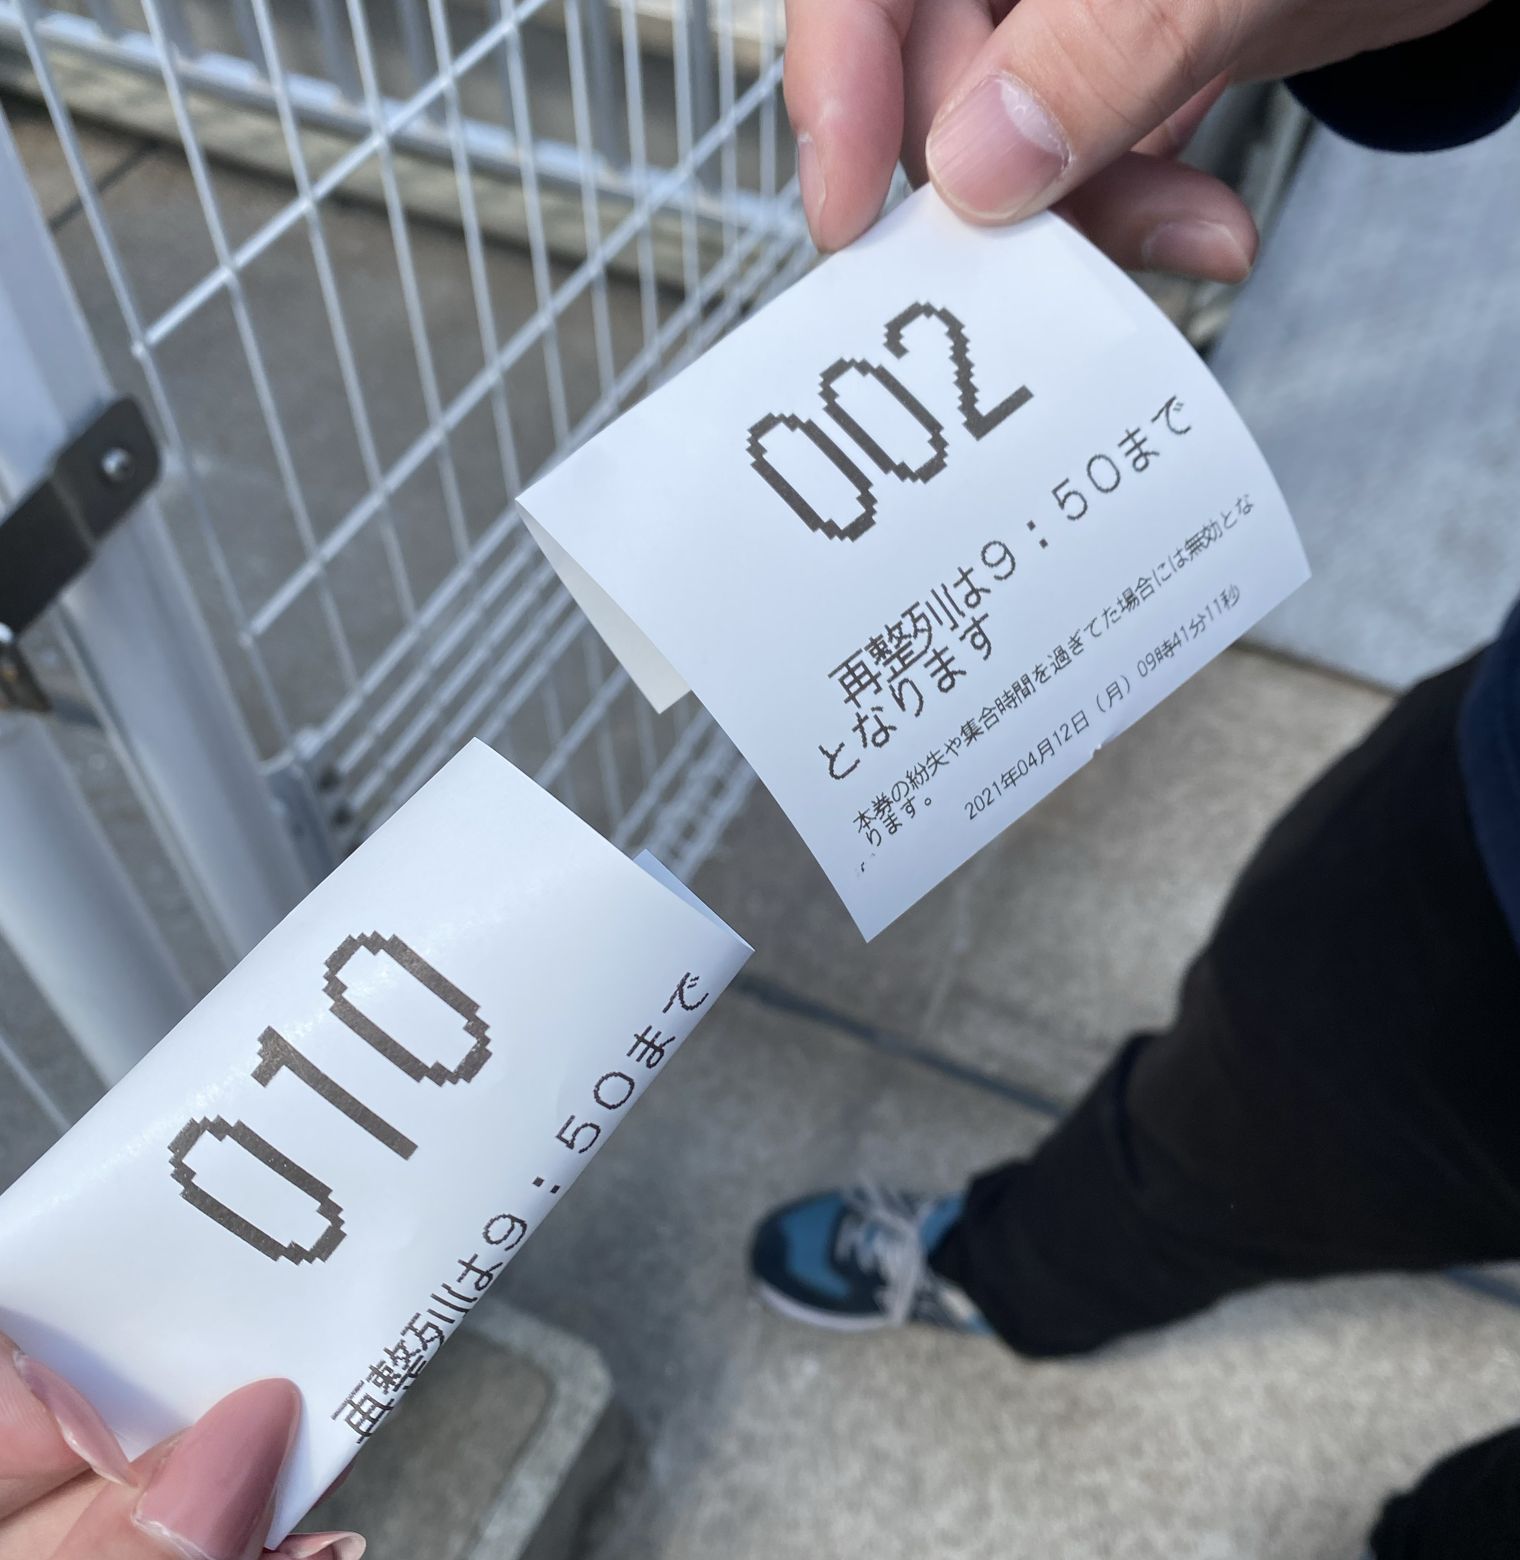 002
再整列は9：50まで
となります
本券の紛失や集合時間を過ぎてた場合には無効とな
ります。
2021年04月12日（月）09時41分11秒
010
再整列は9：50まで